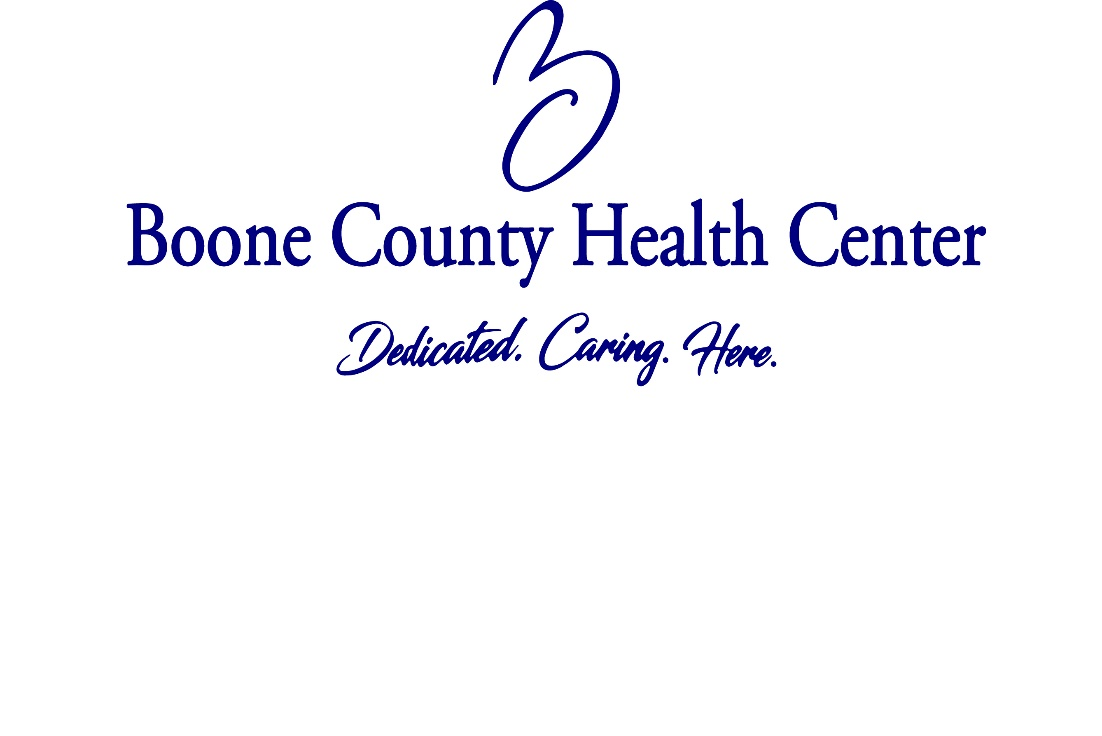 B
Boone County Health Center
Dedicated. Caring. Here.